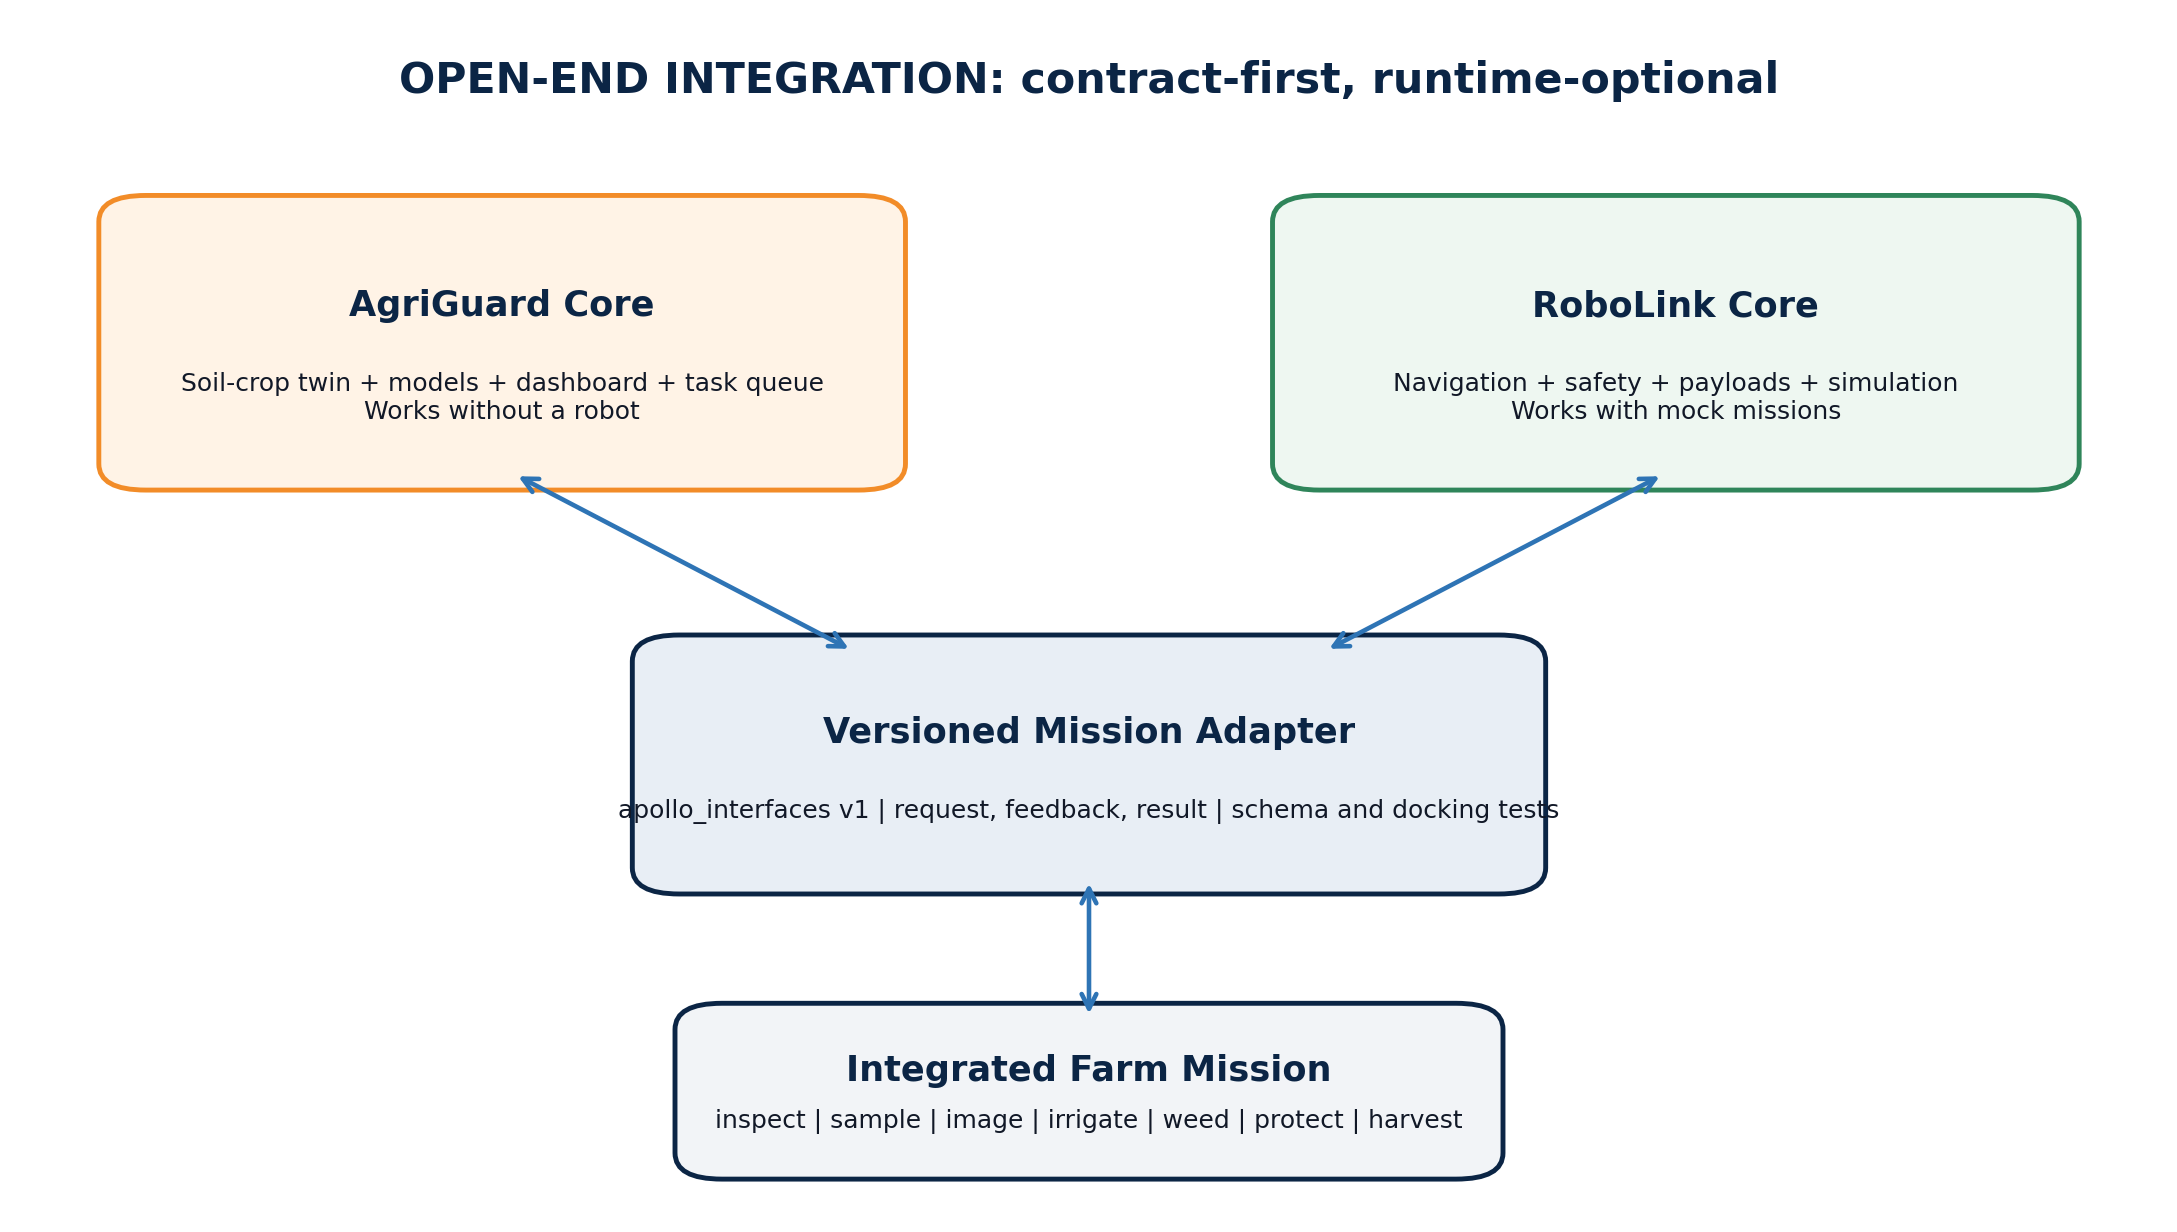 OPEN-END INTEGRATION: contract-first, runtime-optional
AgriGuard Core
Soil-crop twin + models + dashboard + task queue
Works without a robot
RoboLink Core
Navigation + safety + payloads + simulation
Works with mock missions
Versioned Mission Adapter
apollo_interfaces v1 | request, feedback, result | schema and docking tests
Integrated Farm Mission
inspect | sample | image | irrigate | weed | protect | harvest